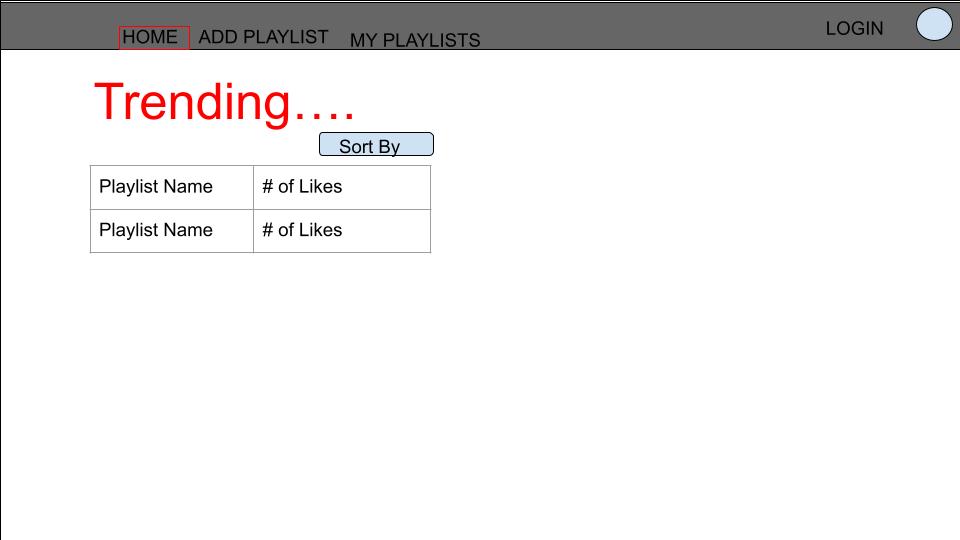 HOME ADD PLAYLIST MY PLAYLISTS LOGIN
Trending….
Sort By
Playlist Name # of Likes
Playlist Name # of Likes